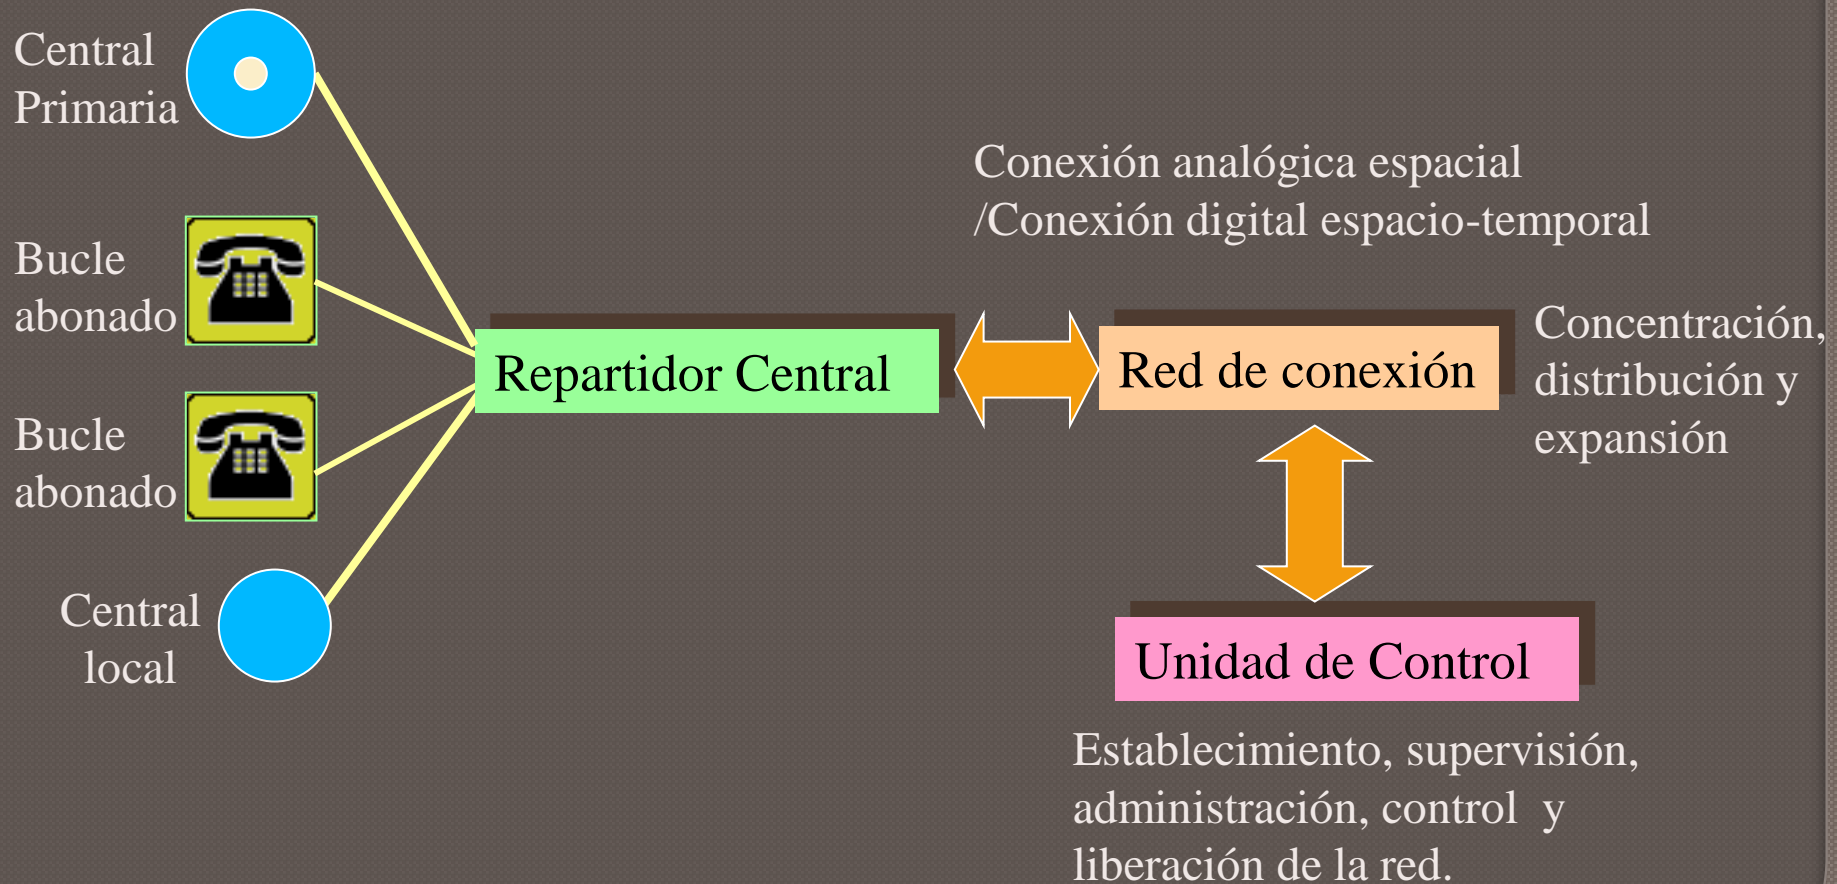 Central
Primaria
Conexión analógica espacial
/Conexión digital espacio-temporal
Bucle
abonado
Repartidor Central
Red de conexión
Concentración,
distribución y
expansión
Bucle
abonado
Central
local
Unidad de Control
Establecimiento, supervisión,
administración, control y
liberación de la red.